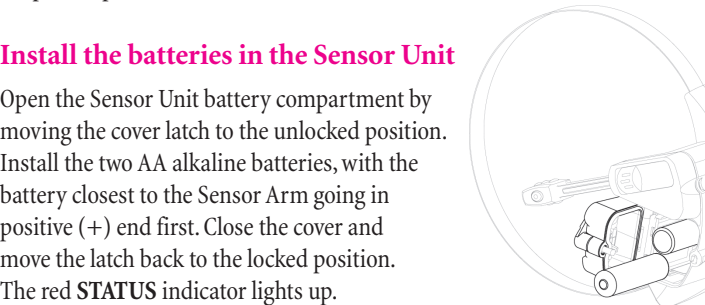 Install the batteries in the Sensor Unit
Open the Sensor Unit battery compartment by
moving the cover latch to the unlocked position.
Install the two AA alkaline batteries, with the
battery closest to the Sensor Arm going in
positive (+) end first. Close the cover and
move the latch back to the locked position.
The red STATUS indicator lights up.